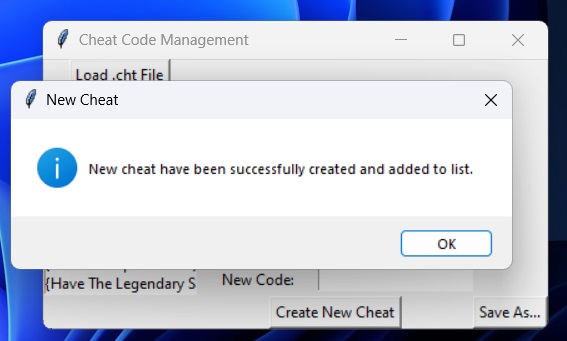 Cheat Code Management
Load .cht File
New Cheat
New cheat have been successfully created and added to list.
OK
{Have The Legendary S
New Code:
Create New Cheat
Save As...